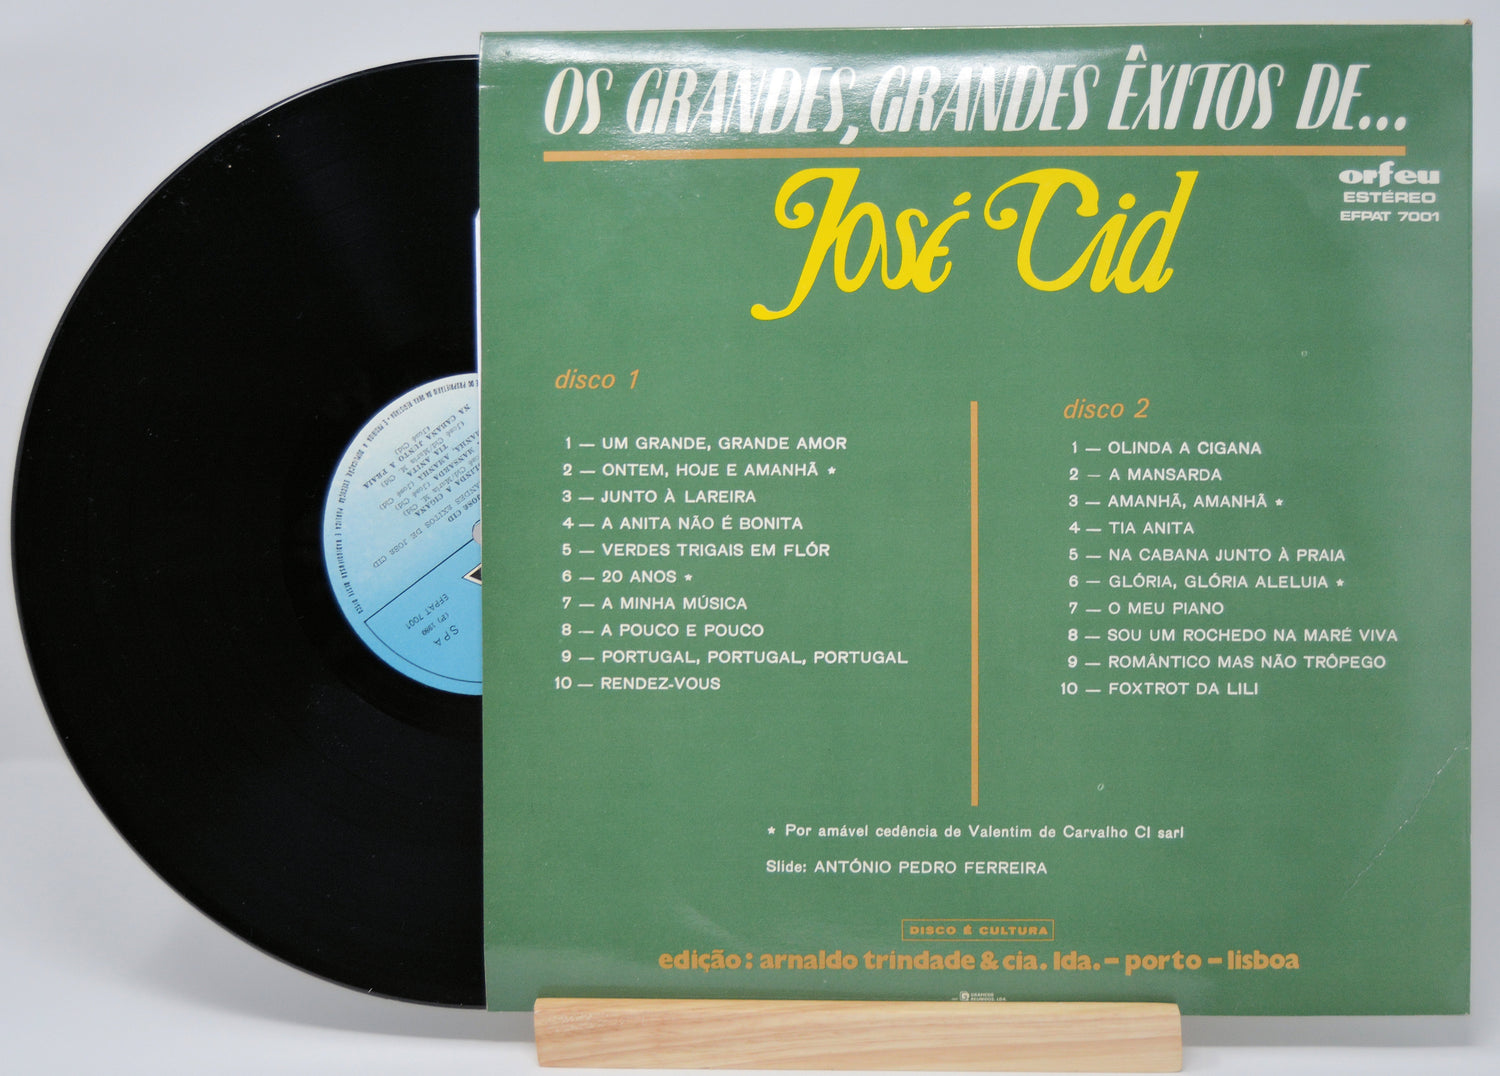 OS GRANDES, GRANDES ÊXITOS DE...
José Cid
orfeu
ESTÉREO
EFPAT 7001
disco 1
1 — UM GRANDE, GRANDE AMOR
2 — ONTEM, HOJE E AMANHÃ *
3 — JUNTO À LAREIRA
4 — A ANITA NÃO É BONITA
5 — VERDES TRIGAIS EM FLÓR
6 — 20 ANOS *
7 — A MINHA MÚSICA
8 — A POUCO E POUCO
9 — PORTUGAL, PORTUGAL, PORTUGAL
10 — RENDEZ-VOUS
disco 2
1 — OLINDA A CIGANA
2 — A MANSARDA
3 — AMANHÃ, AMANHÃ *
4 — TIA ANITA
5 — NA CABANA JUNTO À PRAIA
6 — GLÓRIA, GLÓRIA ALELUIA *
7 — O MEU PIANO
8 — SOU UM ROCHEDO NA MARÉ VIVA
9 — ROMÂNTICO MAS NÃO TRÔPEGO
10 — FOXTROT DA LILI
* Por amável cedência de Valentim de Carvalho CI sarl
Slide: ANTÓNIO PEDRO FERREIRA
DISCO É CULTURA
edição: arnaldo trindade & cia. lda. – porto – lisboa
SPA
(P) 1980
EFPAT 7001